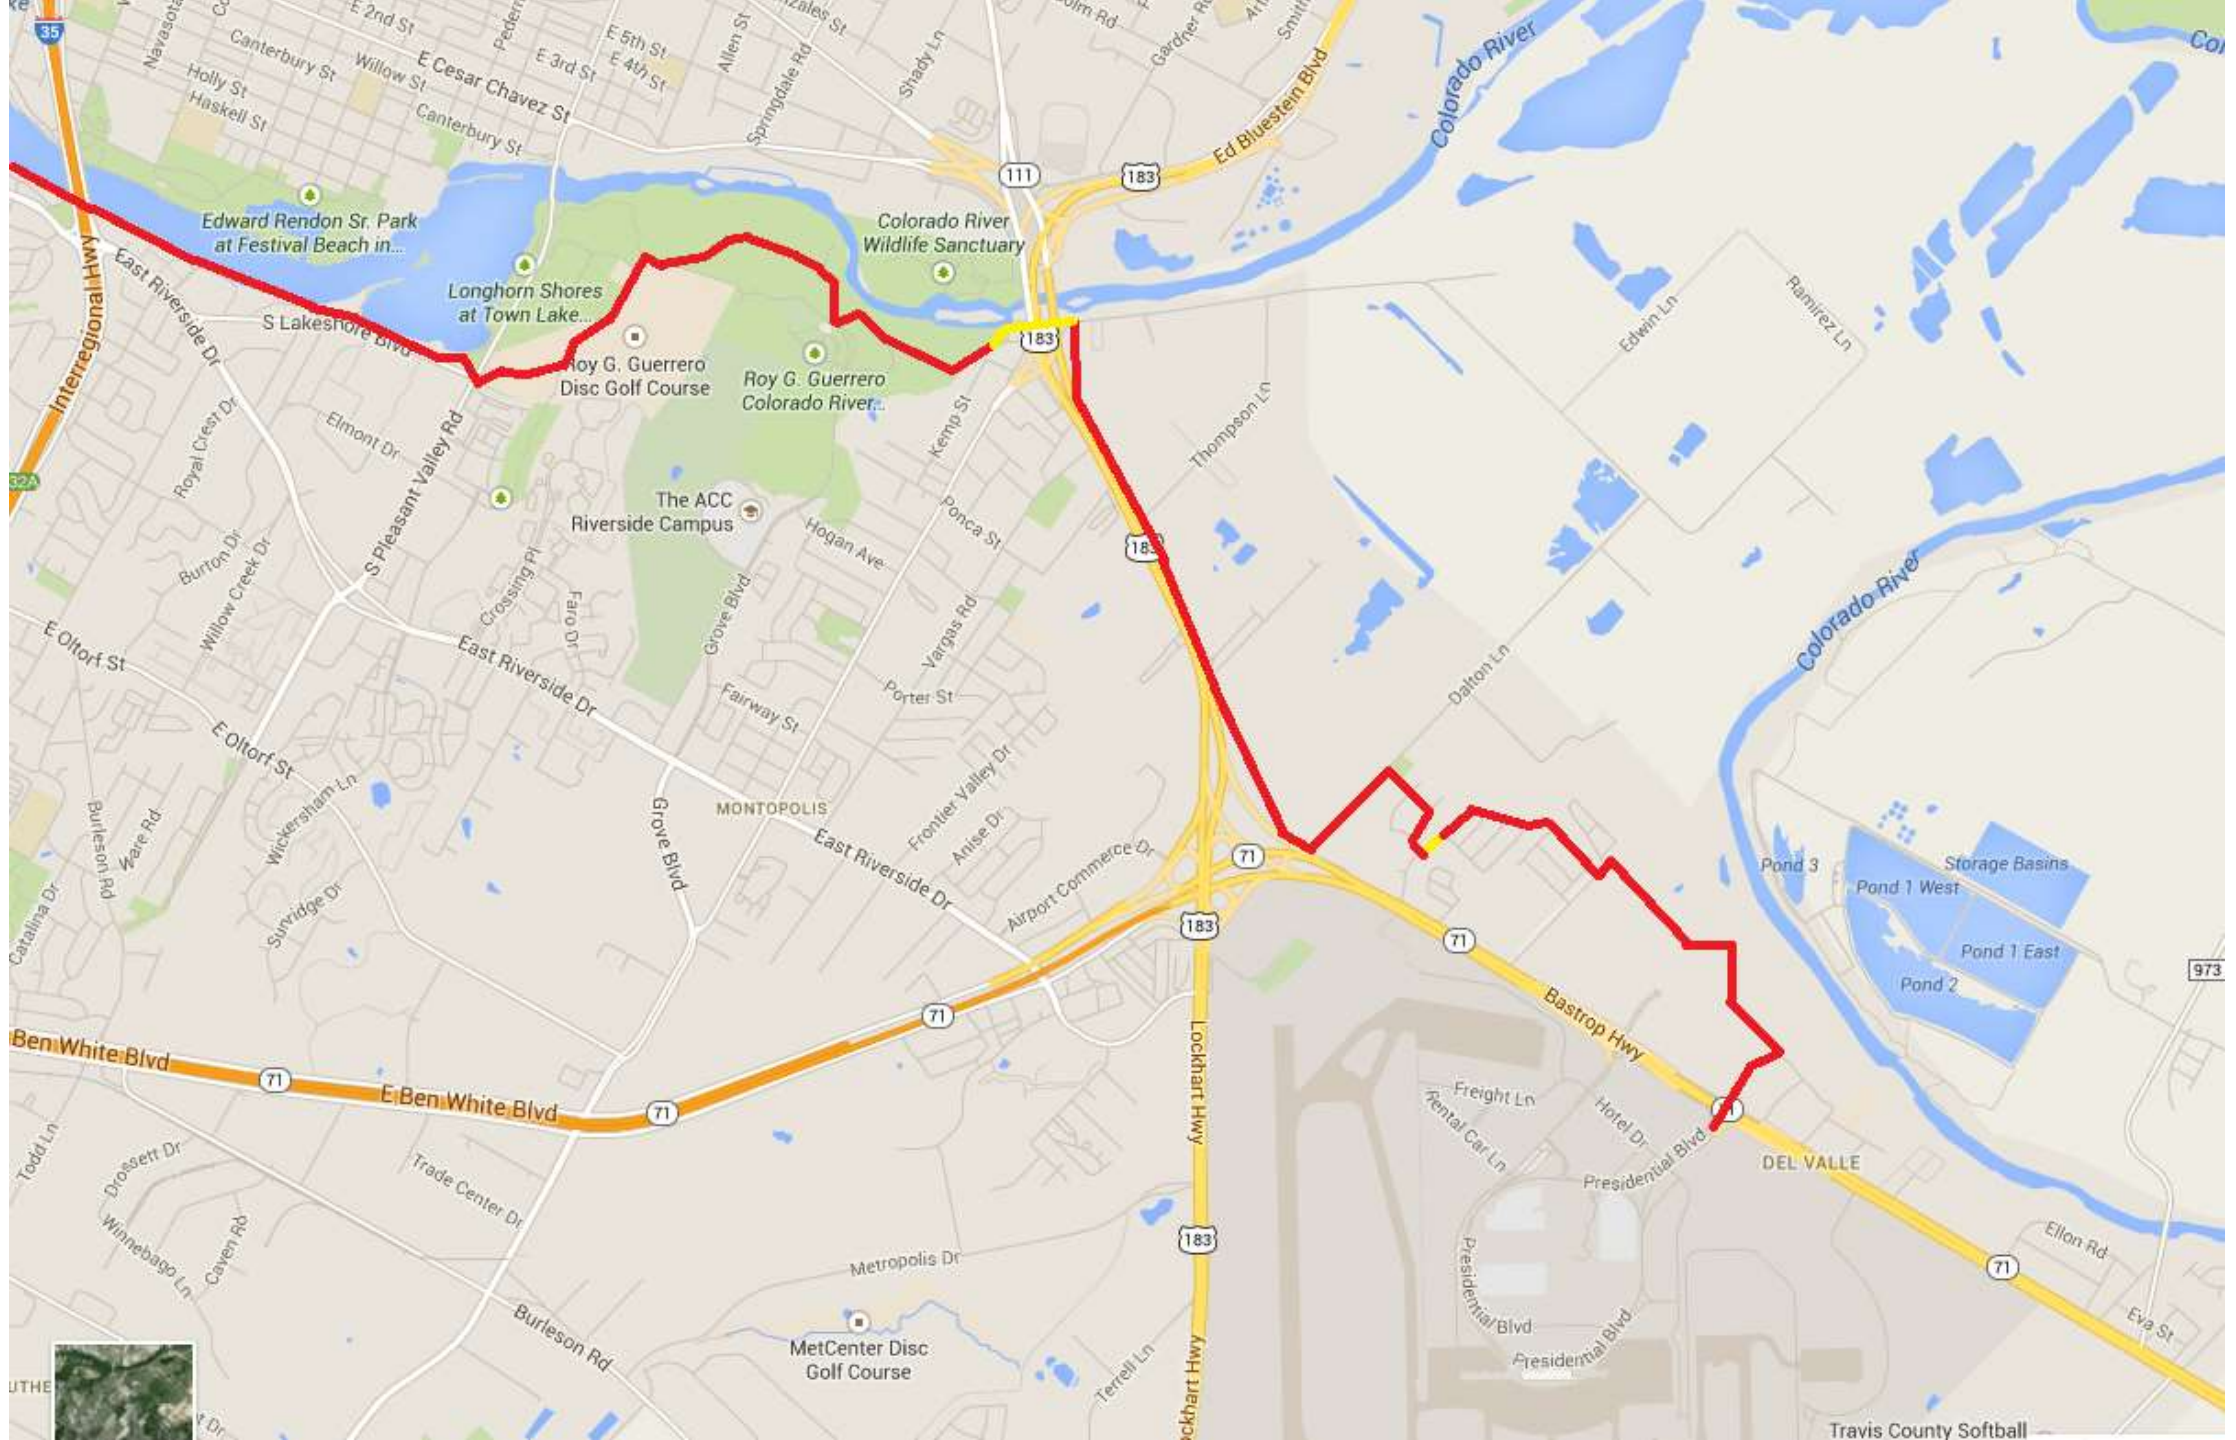 35
E 2nd St
Canterbury St
Holly St
Haskell St
Willow St
E Cesar Chavez St
Canterbury St
E 5th St
E 4th St
E 3rd St
Allen St
Springdale Rd
Shady Ln
Gardner
Ed Bluestein Blvd
Colorado River
111
183
Edward Rendon Sr. Park
at Festival Beach in...
Colorado River
Wildlife Sanctuary
Interregional Hwy
East Riverside Dr
Longhorn Shores
at Town Lake...
S Lakeshore Blvd
183
Roy G. Guerrero
Disc Golf Course
Roy G. Guerrero
Colorado River...
Edwin Ln
Ramirez Ln
Royal Crest Dr
Elmont Dr
S Pleasant Valley Rd
Kemp St
Thompson Ln
32A
The ACC
Riverside Campus
Hogan Ave
Ponca St
183
Burton Dr
Willow Creek Dr
Crossing Pl
Faro Dr
Grove Blvd
Vargas Rd
Colorado River
E Oltorf St
East Riverside Dr
Fairway St
Porter St
Dalton Ln
E Oltorf St
Wickersham Ln
Burleson Rd
Ware Rd
Grove Blvd
MONTOPOLIS
Frontier Valley Dr
Anise Dr
East Riverside Dr
Airport Commerce Dr
71
Pond 3
Storage Basins
Pond 1 West
Pond 1 East
Pond 2
Catalina Dr
Sunridge Dr
183
71
973
71
Bastrop Hwy
Lockhart Hwy
Ben White Blvd
71
E Ben White Blvd
71
Freight Ln
Rental Car Ln
Hotel Dr
Presidential Blvd
71
DEL VALLE
Todd Ln
Drossett Dr
Winnebago Ln
Caven Rd
Trade Center Dr
183
Metropolis Dr
Presidential Blvd
Presidential Blvd
71
Ellon Rd
Eva St
Burleson Rd
MetCenter Disc
Golf Course
Terrell Ln
Lockhart Hwy
Travis County Softball